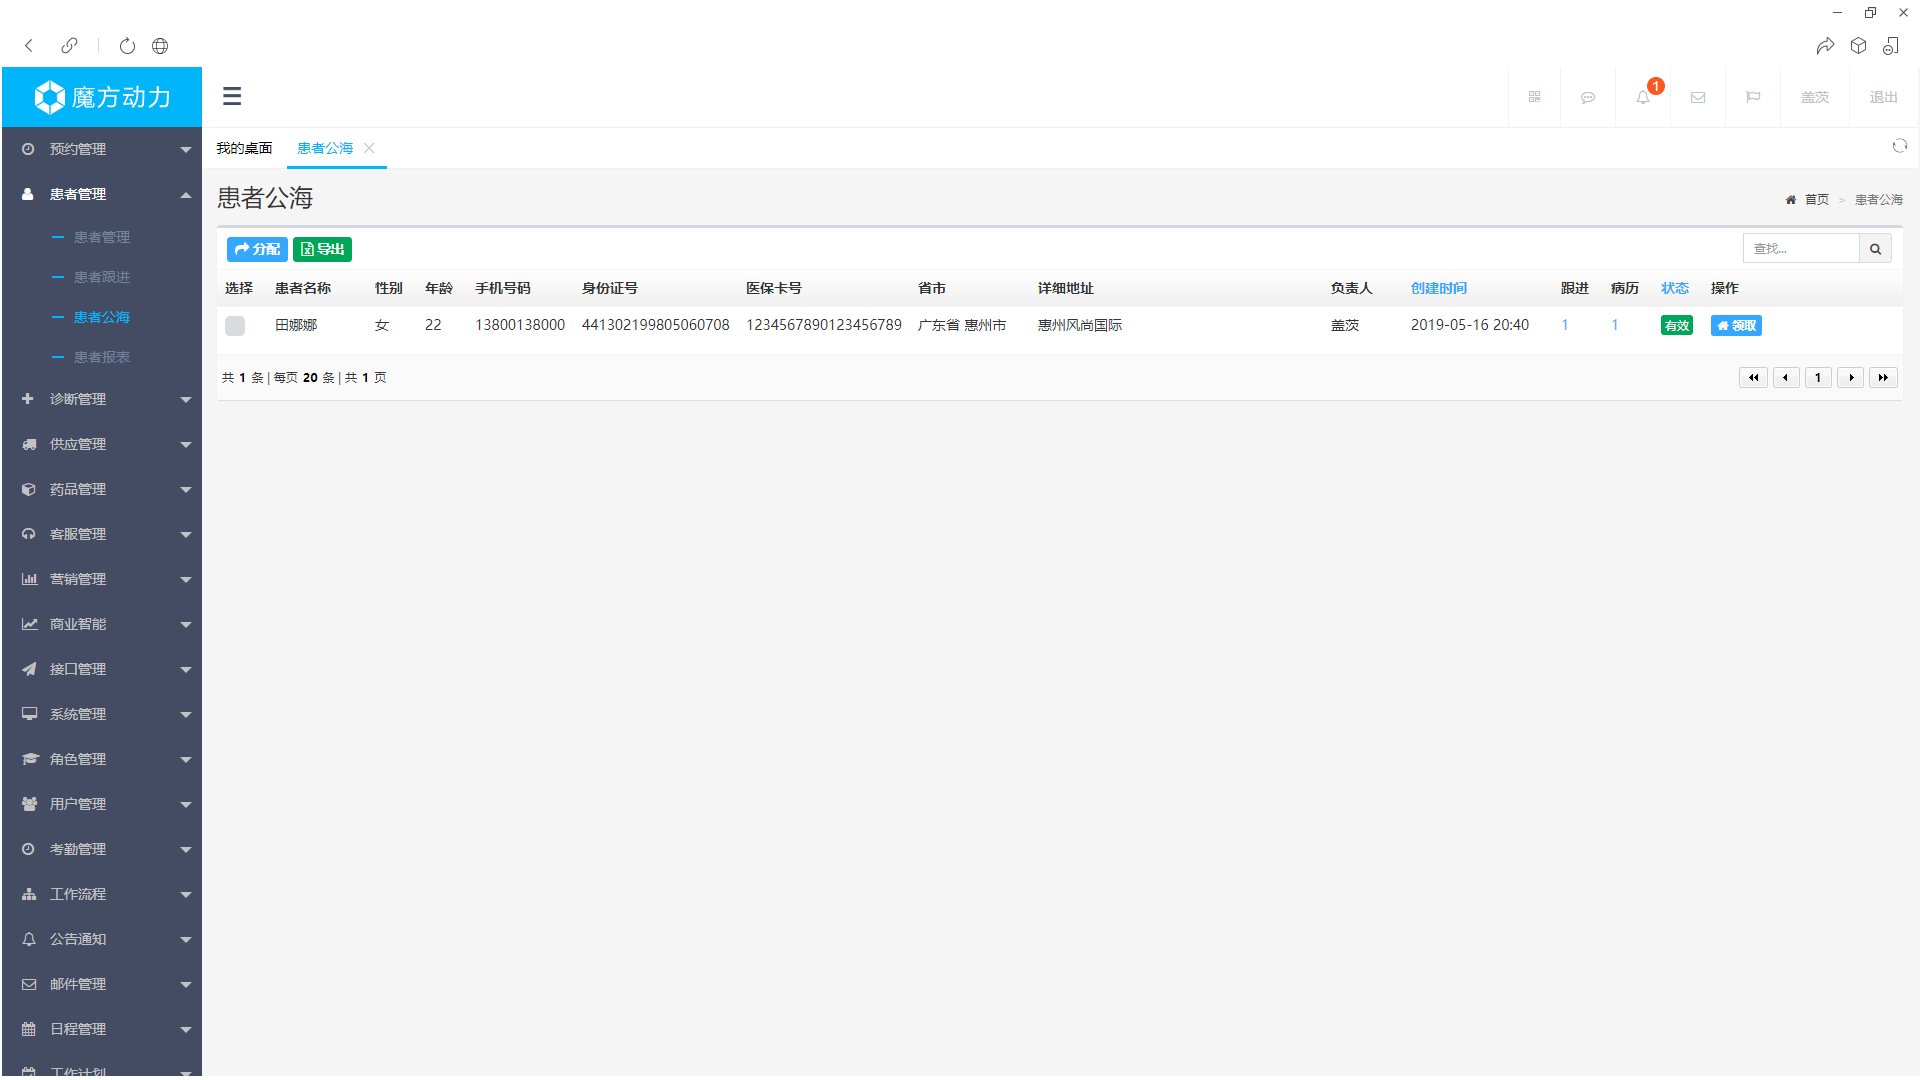 魔方动力
1
盖茨
退出
预约管理
患者管理
患者管理
患者跟进
患者公海
患者报表
诊断管理
供应管理
药品管理
客服管理
营销管理
商业智能
接口管理
系统管理
角色管理
用户管理
考勤管理
工作流程
公告通知
邮件管理
日程管理
工作计划
我的桌面 患者公海
患者公海
首页 > 患者公海
分配 导出
查找...
选择 患者名称 性别 年龄 手机号码 身份证号 医保卡号 省市 详细地址 负责人 创建时间 跟进 病历 状态 操作
田娜娜 女 22 13800138000 441302199805060708 1234567890123456789 广东省 惠州市 惠州风尚国际 盖茨 2019-05-16 20:40 1 1 有效 领取
共 1 条 | 每页 20 条 | 共 1 页
1